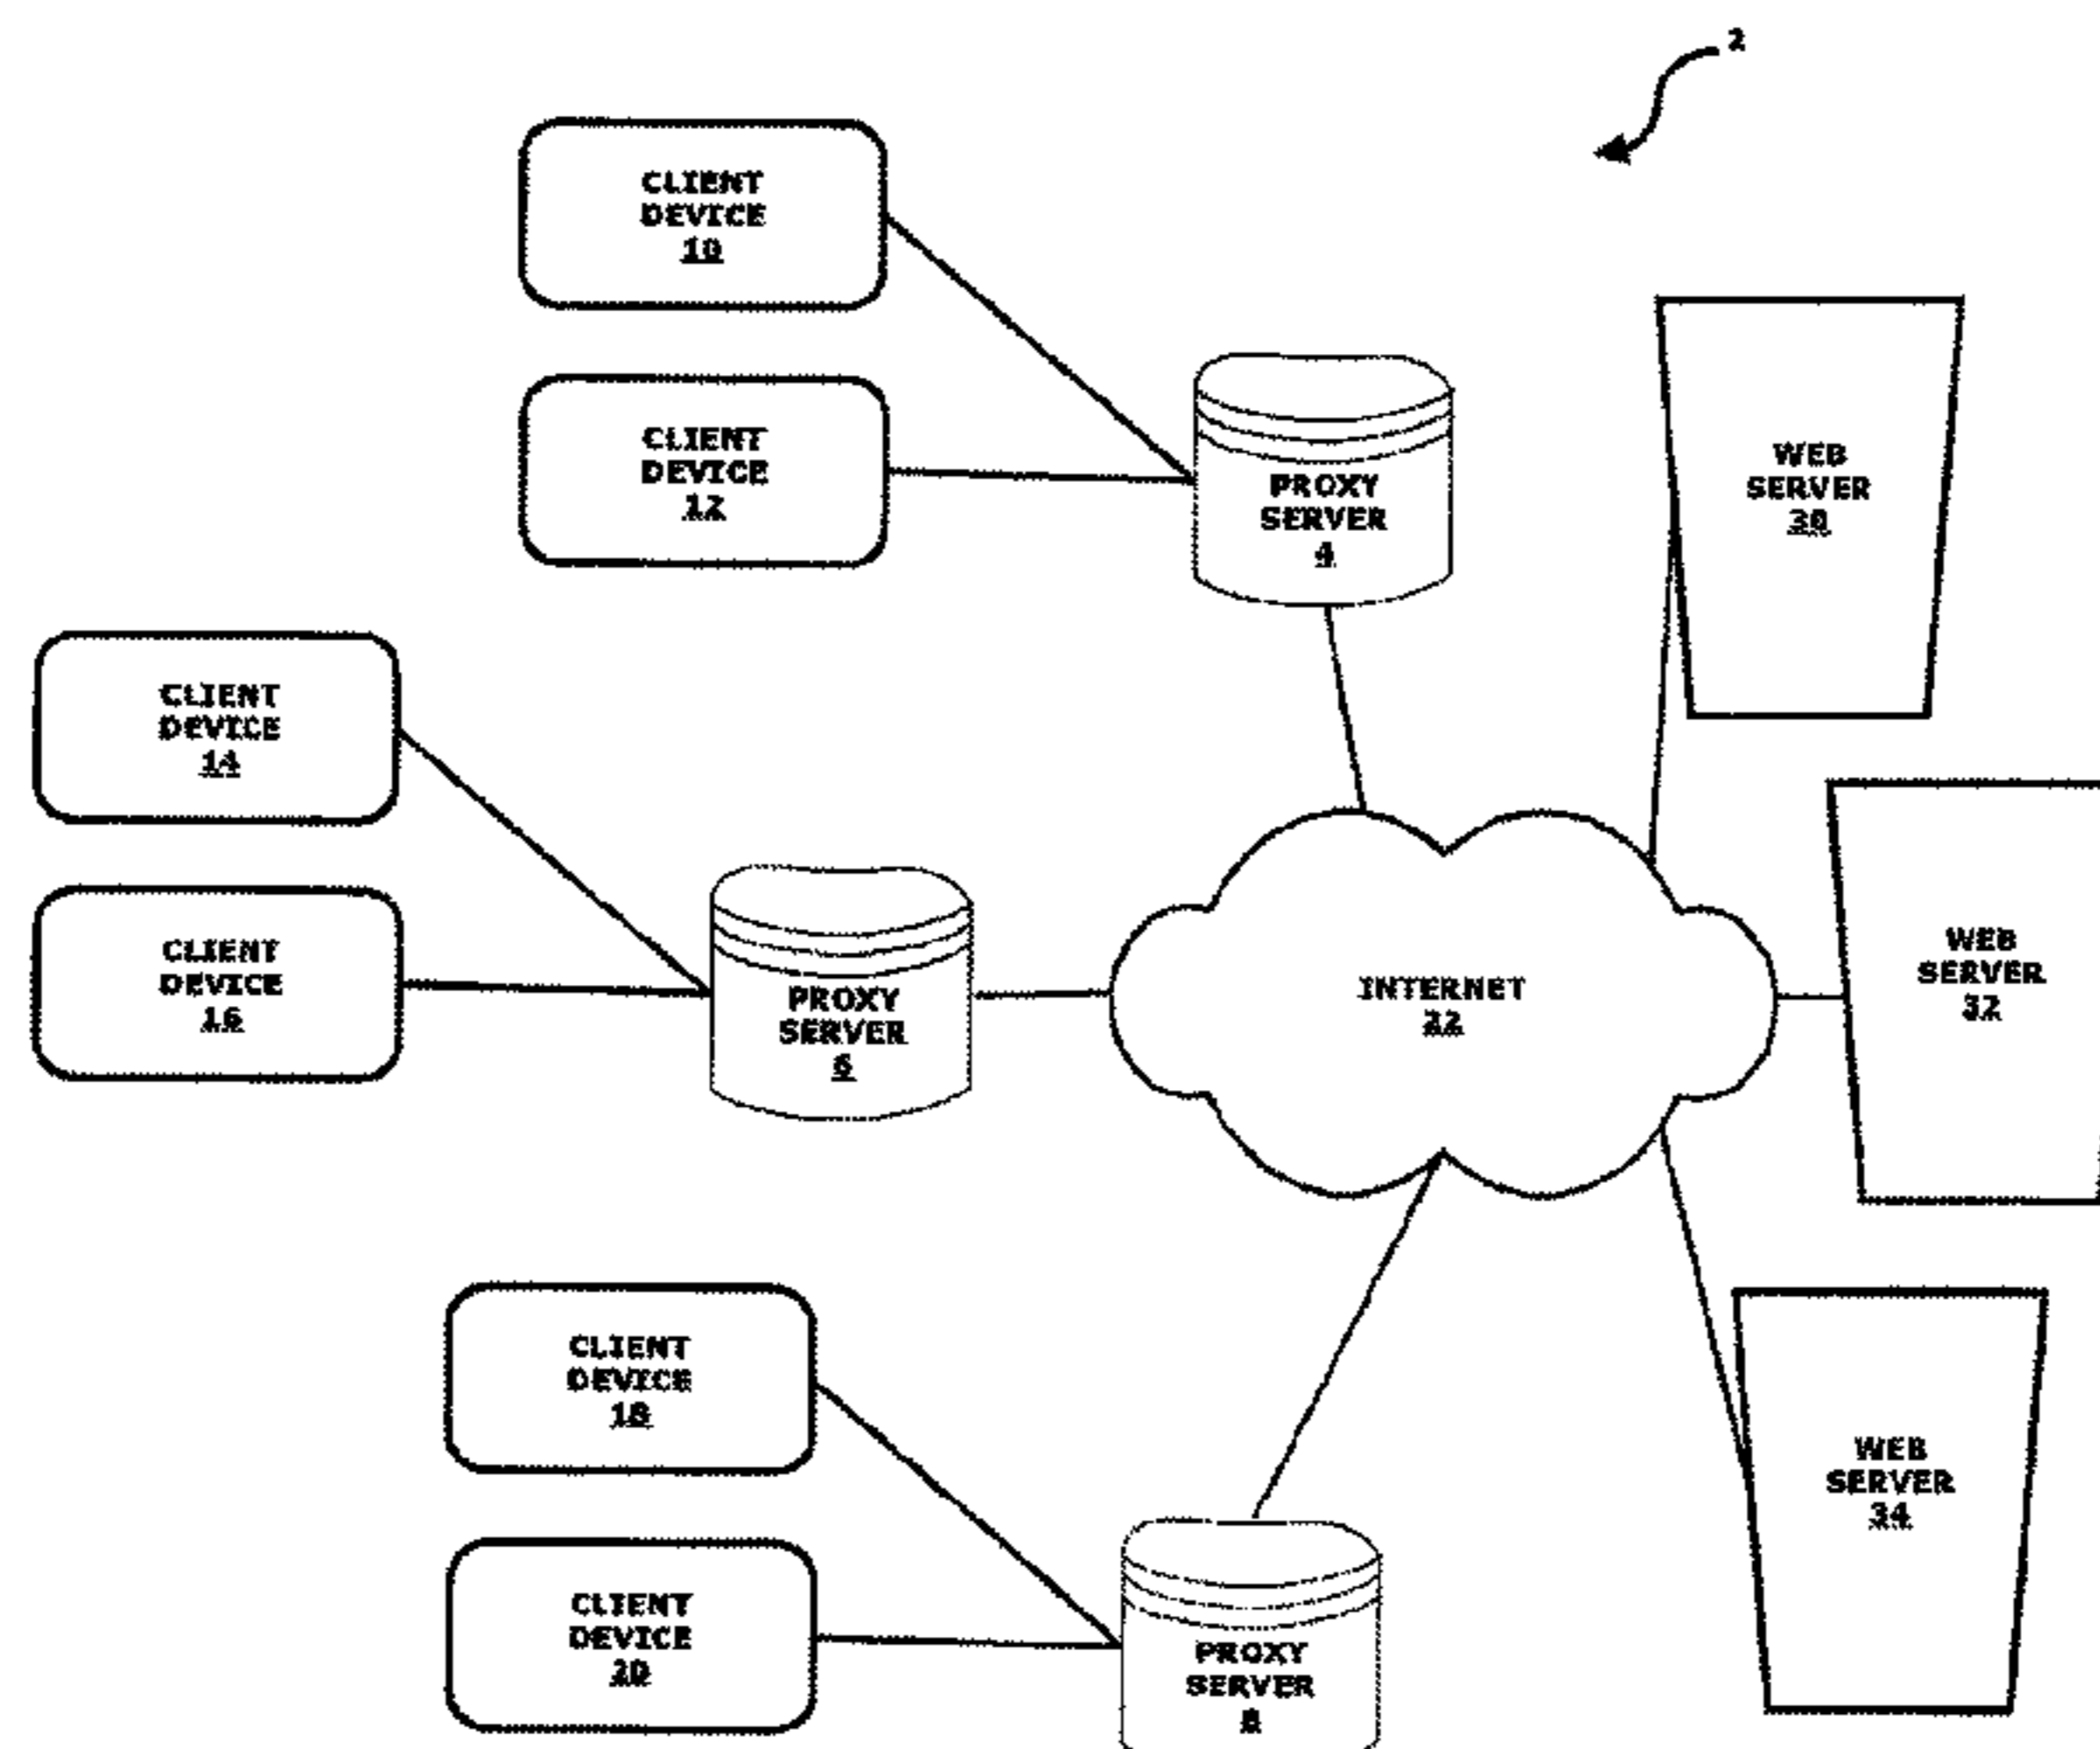 2
CLIENT
DEVICE
10
CLIENT
DEVICE
12
PROXY
SERVER
4
WEB
SERVER
30
CLIENT
DEVICE
14
CLIENT
DEVICE
16
PROXY
SERVER
6
INTERNET
22
WEB
SERVER
32
CLIENT
DEVICE
18
CLIENT
DEVICE
20
PROXY
SERVER
8
WEB
SERVER
34